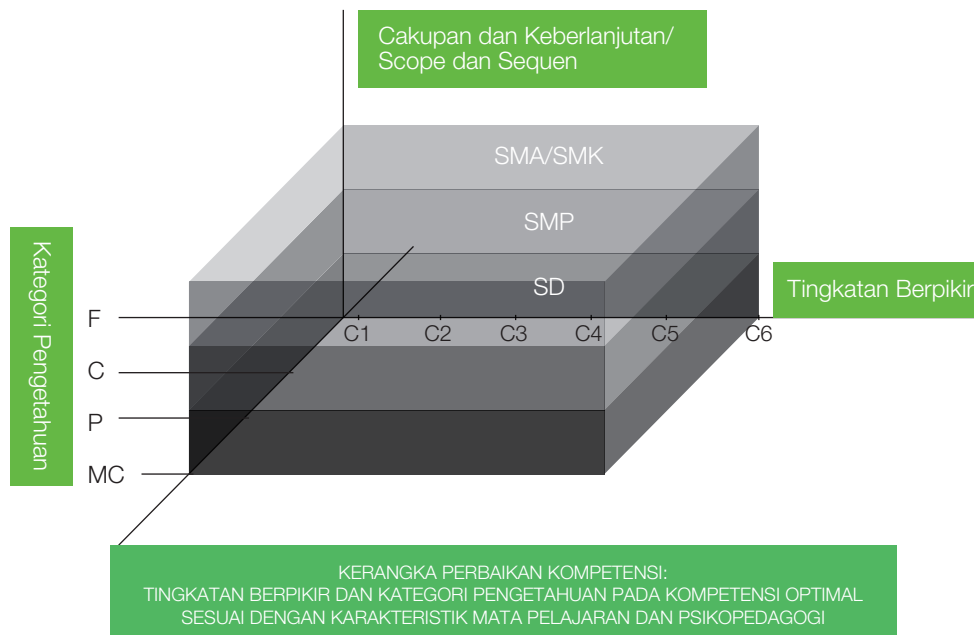 Cakupan dan Keberlanjutan/
Scope dan Sequen
SMA/SMK
SMP
SD
Kategori Pengetahuan
F
C
P
MC
C1
C2
C3
C4
C5
C6
Tingkatan Berpikir
KERANGKA PERBAIKAN KOMPETENSI:
TINGKATAN BERPIKIR DAN KATEGORI PENGETAHUAN PADA KOMPETENSI OPTIMAL
SESUAI DENGAN KARAKTERISTIK MATA PELAJARAN DAN PSIKOPEDAGOGI